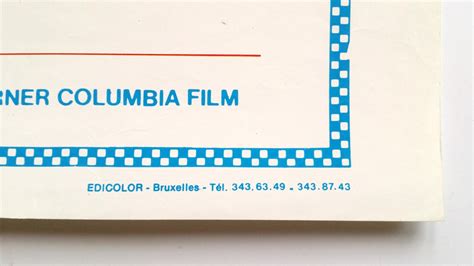 RNER COLUMBIA FILM
EDICOLOR - Bruxelles - Tél. 343.63.49 - 343.87.43